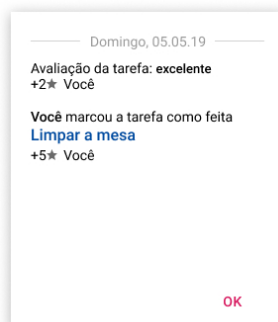 Domingo, 05.05.19
Avaliação da tarefa: excelente
+2★ Você
Você marcou a tarefa como feita
Limpar a mesa
+5★ Você
OK